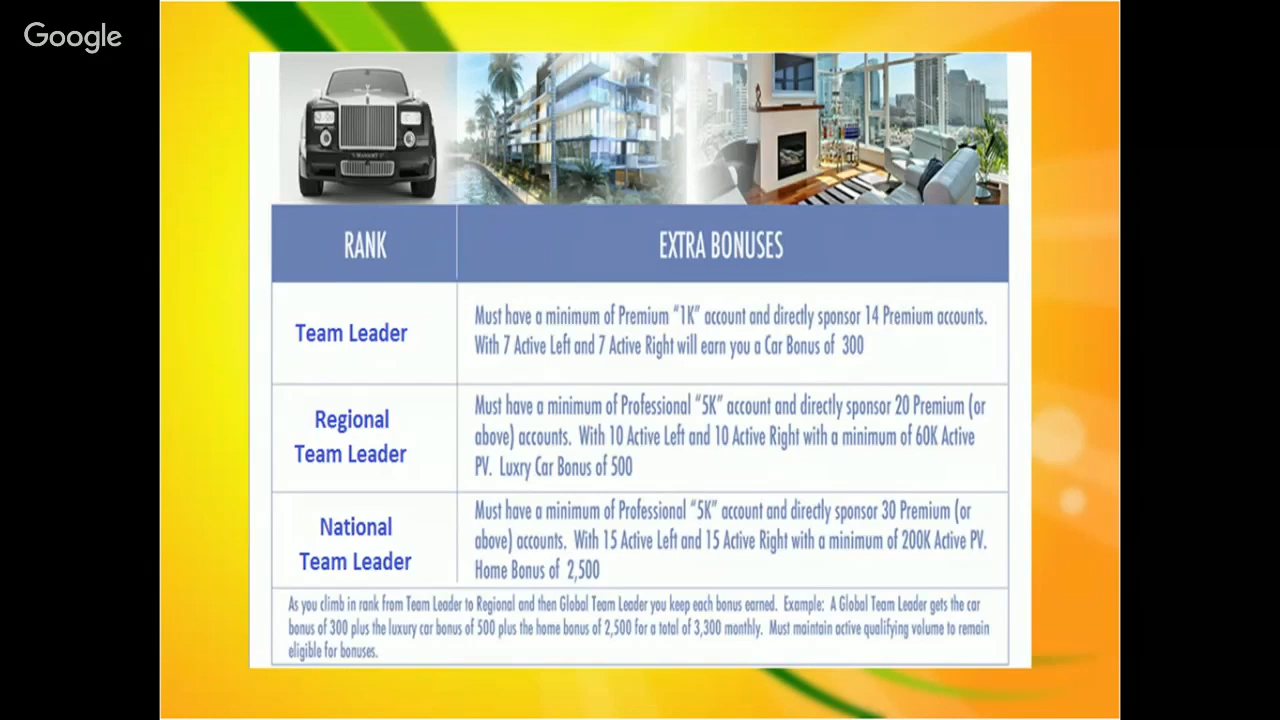 Google
RANK
EXTRA BONUSES
Team Leader
Must have a minimum of Premium “1K” account and directly sponsor 14 Premium accounts.
With 7 Active Left and 7 Active Right will earn you a Car Bonus of 300
Regional
Team Leader
Must have a minimum of Professional “5K” account and directly sponsor 20 Premium (or
above) accounts. With 10 Active Left and 10 Active Right with a minimum of 60K Active
PV. Luxry Car Bonus of 500
National
Team Leader
Must have a minimum of Professional “5K” account and directly sponsor 30 Premium (or
above) accounts. With 15 Active Left and 15 Active Right with a minimum of 200K Active PV.
Home Bonus of 2,500
As you climb in rank from Team Leader to Regional and then Global Team Leader you keep each bonus earned. Example: A Global Team Leader gets the car
bonus of 300 plus the luxury car bonus of 500 plus the home bonus of 2,500 for a total of 3,300 monthly. Must maintain active qualifying volume to remain
eligible for bonuses.